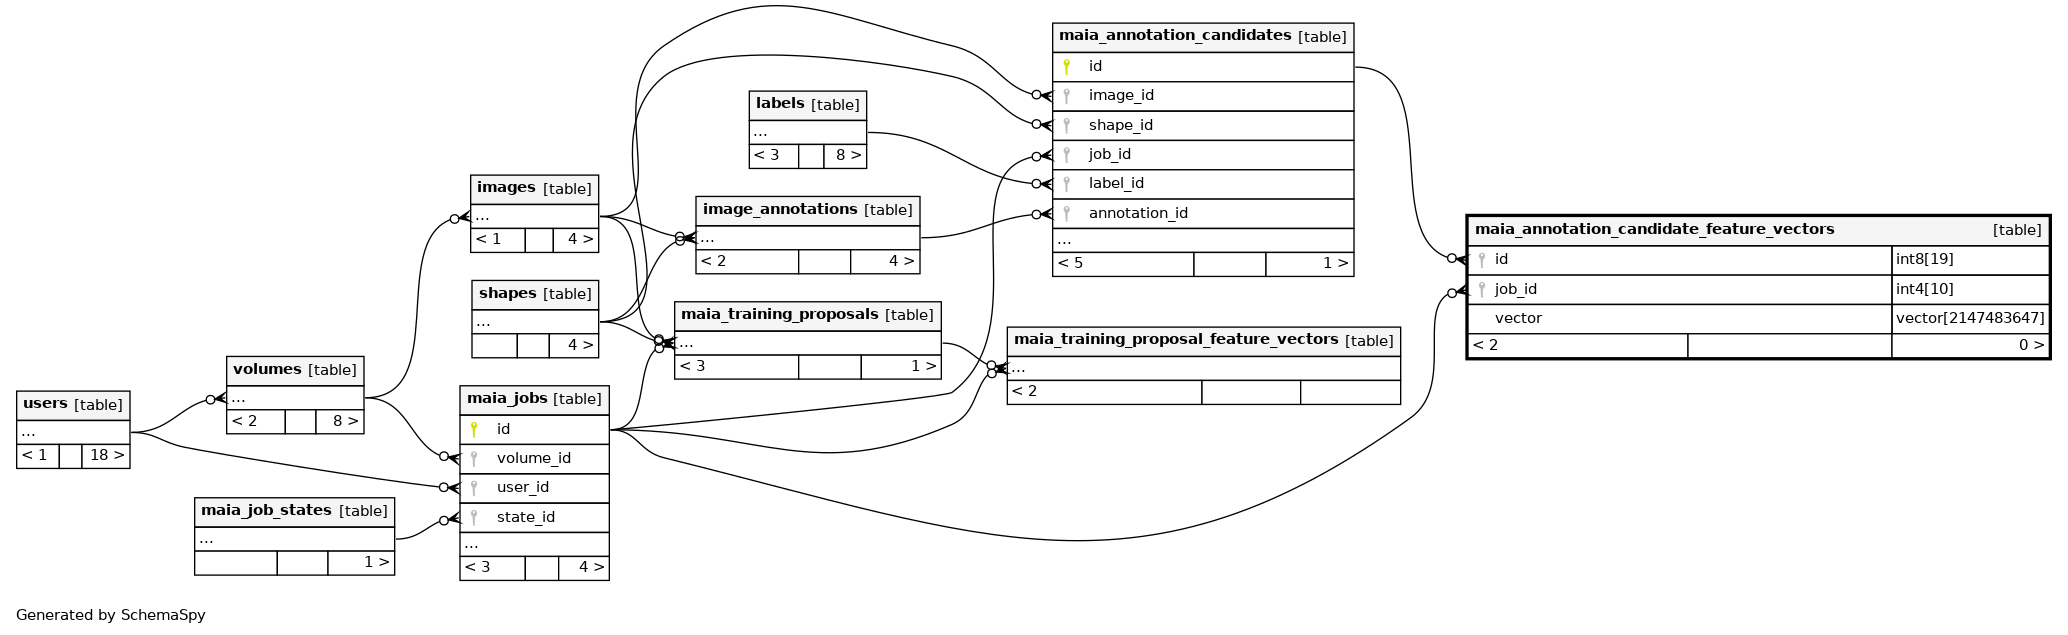 maia_annotation_candidates [table]
id
image_id
shape_id
job_id
label_id
annotation_id
...
< 5 1 >
labels [table]
...
< 3 8 >
images [table]
...
< 1 4 >
image_annotations [table]
...
< 2 4 >
maia_annotation_candidate_feature_vectors [table]
id int8[19]
job_id int4[10]
vector vector[2147483647]
< 2 0 >
shapes [table]
...
4 >
maia_training_proposals [table]
...
< 3 1 >
maia_training_proposal_feature_vectors [table]
...
< 2
volumes [table]
...
< 2 8 >
users [table]
...
< 1 18 >
maia_jobs [table]
id
volume_id
user_id
state_id
...
< 3 4 >
maia_job_states [table]
...
1 >
Generated by SchemaSpy